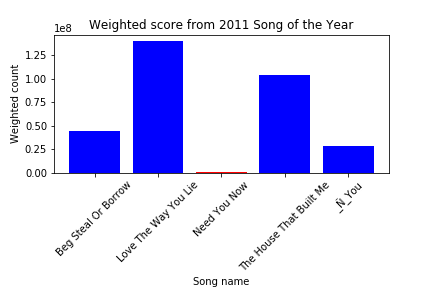 Weighted score from 2011 Song of the Year
1e8
1.25
1.00
0.75
0.50
0.25
0.00
Weighted count
Beg Steal Or Borrow
Love The Way You Lie
Need You Now
The House That Built Me
_Ñ_You
Song name